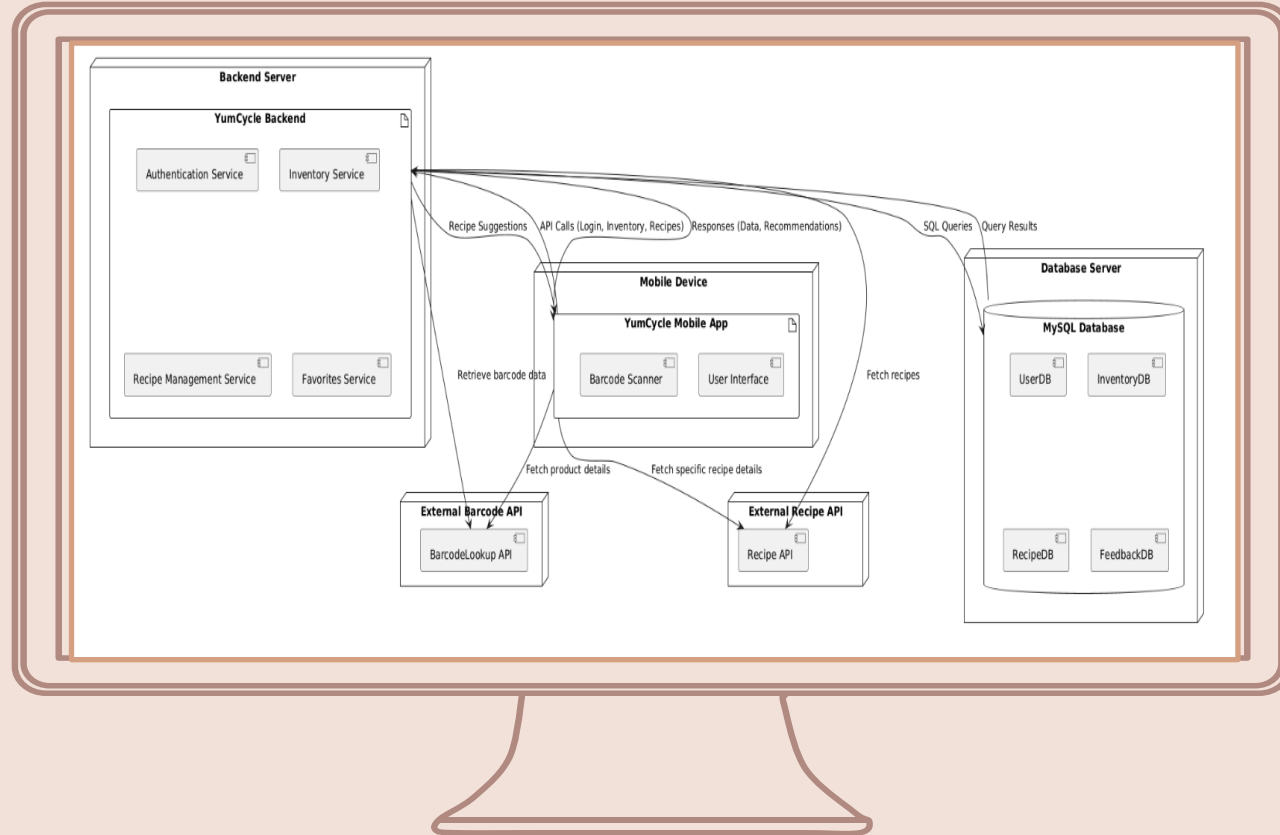 Backend Server
YumCycle Backend
Authentication Service
Inventory Service
Recipe Management Service
Favorites Service
Recipe Suggestions
API Calls (Login, Inventory, Recipes)
Responses (Data, Recommendations)
SQL Queries
Query Results
Mobile Device
YumCycle Mobile App
Barcode Scanner
User Interface
Database Server
MySQL Database
UserDB
InventoryDB
RecipeDB
FeedbackDB
Retrieve barcode data
Fetch recipes
Fetch product details
Fetch specific recipe details
External Barcode API
BarcodeLookup API
External Recipe API
Recipe API